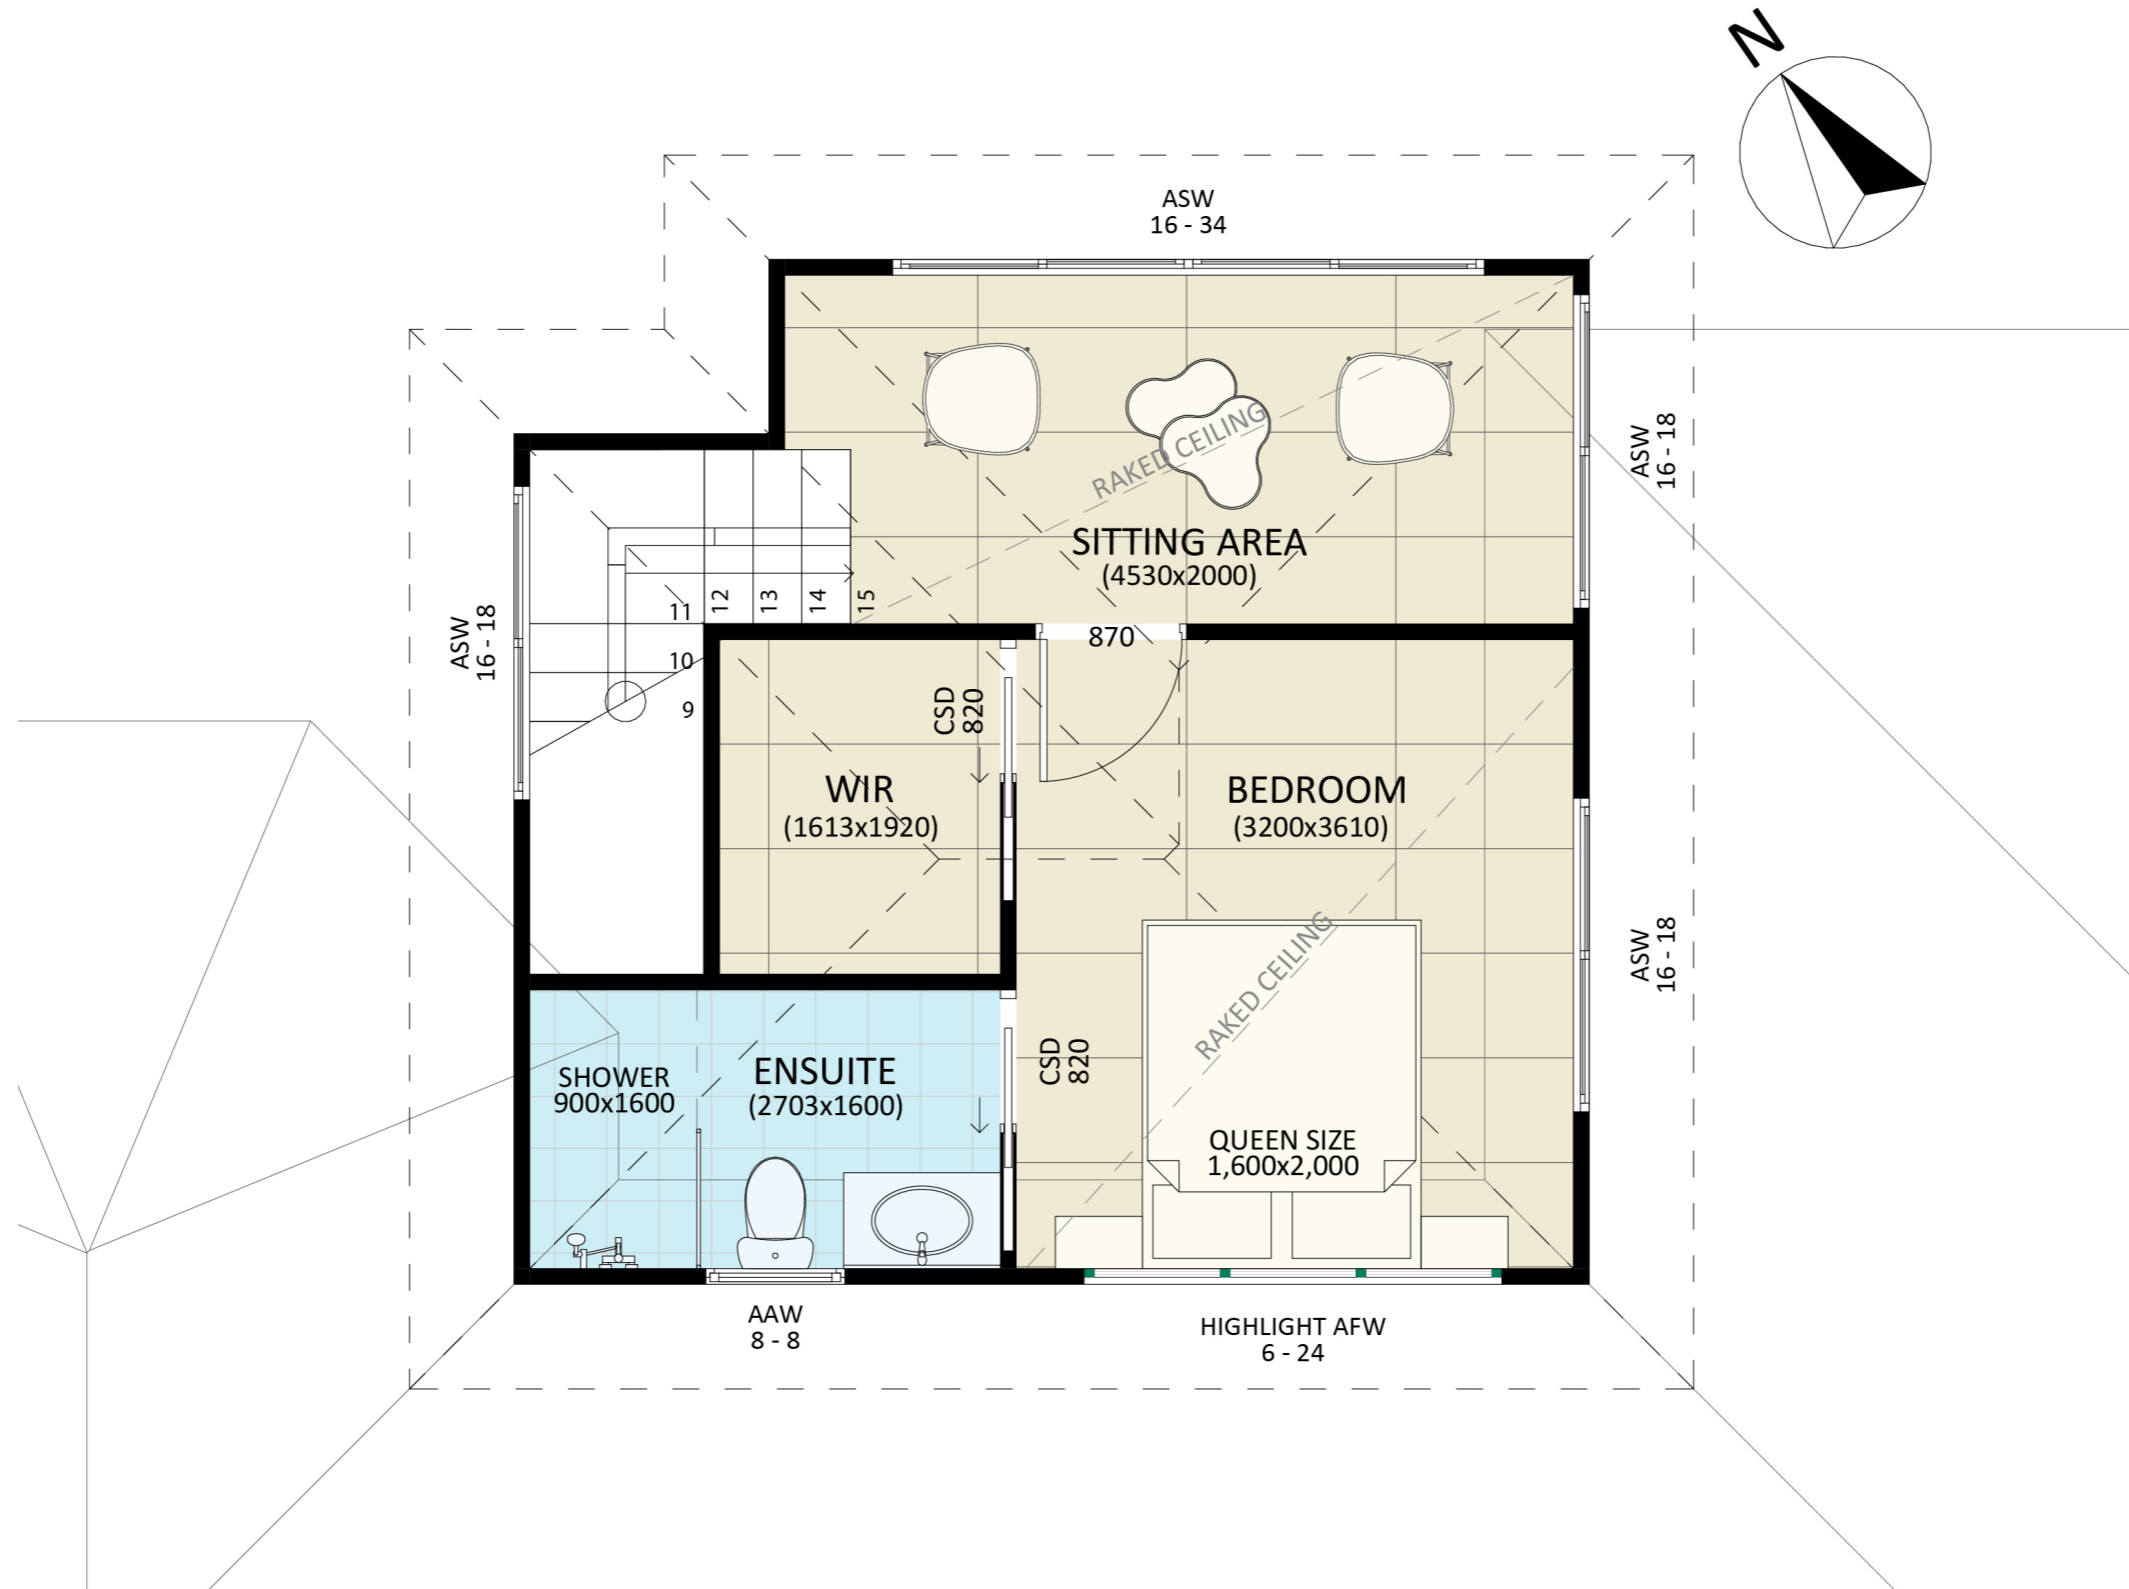 N
ASW
16 - 34
ASW
16 - 18
RAKED CEILING
SITTING AREA
(4530x2000)
11
12
13
14
15
10
9
870
ASW
16 - 18
CSD
820
WIR
(1613x1920)
BEDROOM
(3200x3610)
RAKED CEILING
ASW
16 - 18
SHOWER
900x1600
ENSUITE
(2703x1600)
CSD
820
QUEEN SIZE
1,600x2,000
AAW
8 - 8
HIGHLIGHT AFW
6 - 24